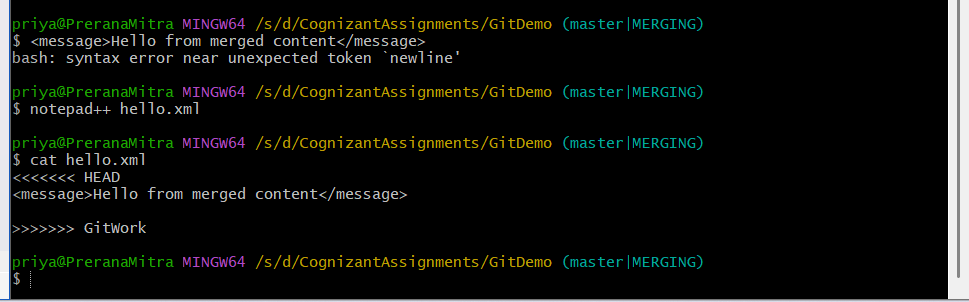 priya@PreranaMitra MINGW64 /s/d/CognizantAssignments/GitDemo (master|MERGING)
$ <message>Hello from merged content</message>
bash: syntax error near unexpected token `newline'
priya@PreranaMitra MINGW64 /s/d/CognizantAssignments/GitDemo (master|MERGING)
$ notepad++ hello.xml
priya@PreranaMitra MINGW64 /s/d/CognizantAssignments/GitDemo (master|MERGING)
$ cat hello.xml
<<<<<<< HEAD
<message>Hello from merged content</message>
>>>>>>> GitWork
priya@PreranaMitra MINGW64 /s/d/CognizantAssignments/GitDemo (master|MERGING)
$